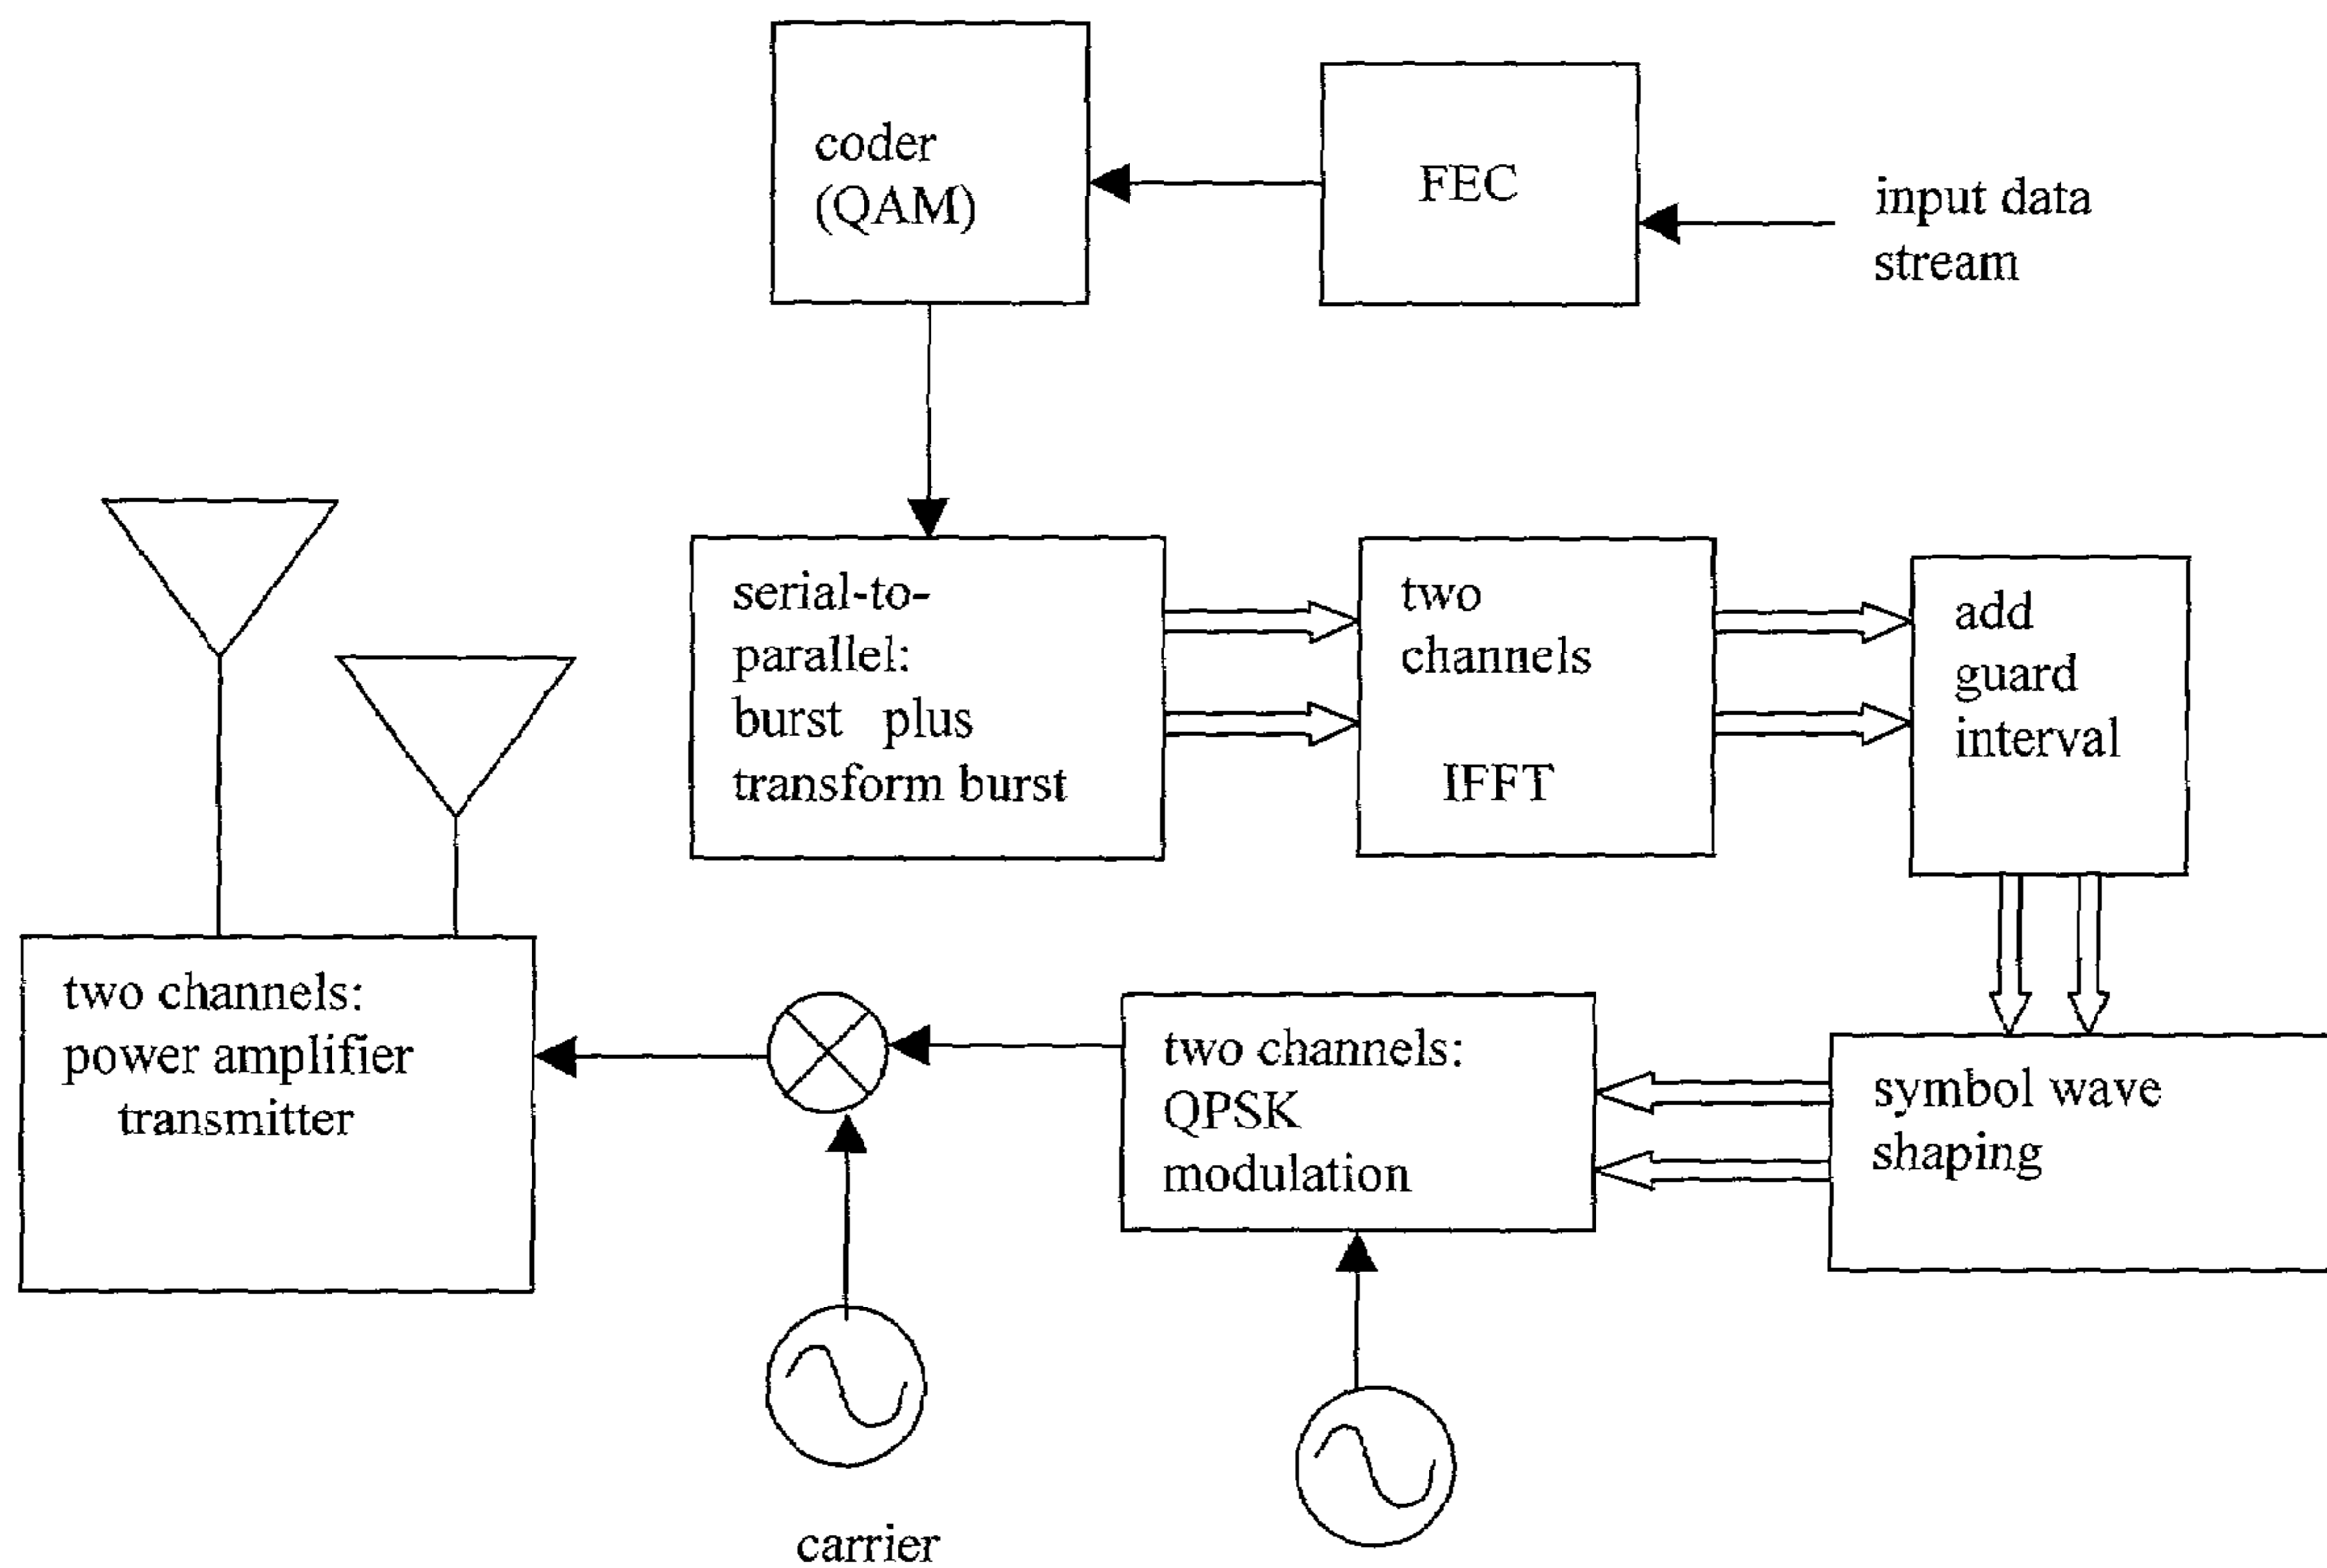 coder
(QAM)
FEC
input data
stream
serial-to-
parallel:
burst plus
transform burst
two
channels
IFFT
add
guard
interval
two channels:
power amplifier
transmitter
two channels:
QPSK
modulation
symbol wave
shaping
carrier